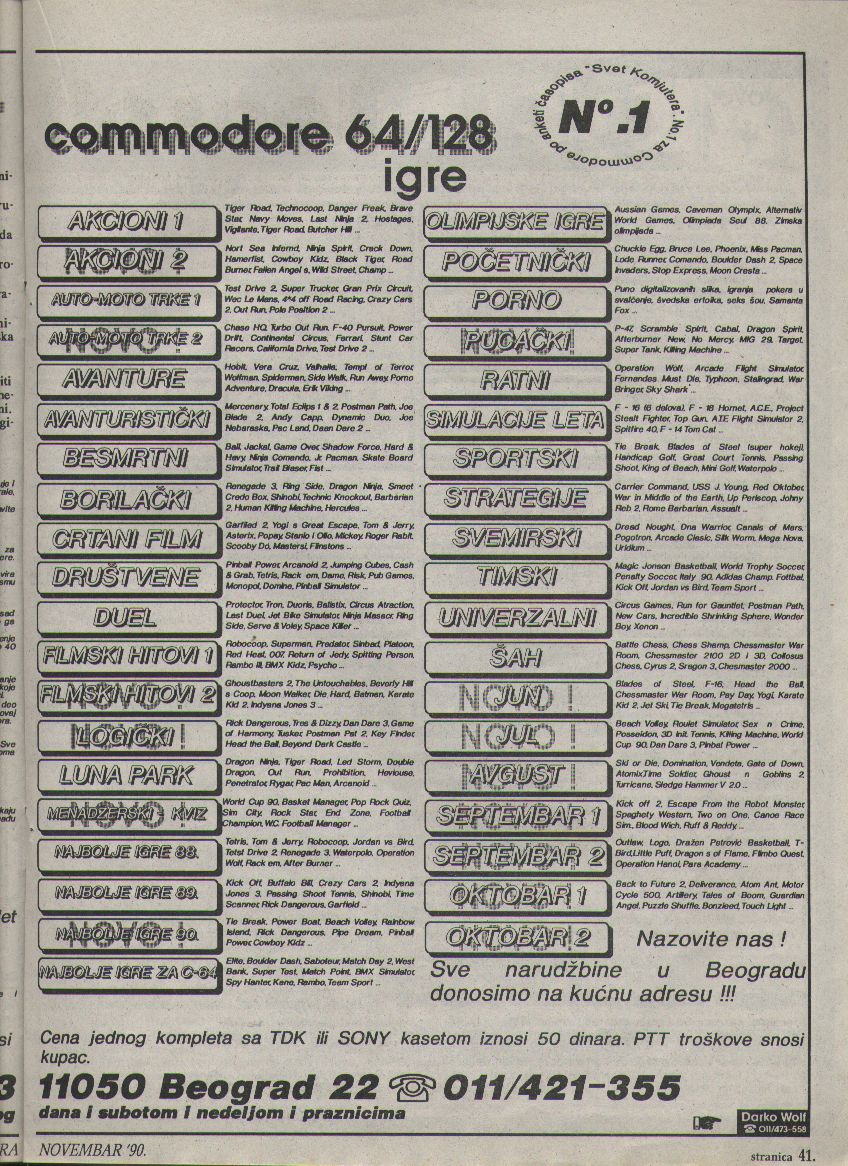 "Svet Komjutera". No.1 za Commodore po anketi časopisa
Nº.1
commodore 64/128
igre
AKCIONI 1
Tiger Road, Technocoop, Danger Freak, Brave
Star, Navy Moves, Last Ninja 2, Hostages,
Vigilante, Tiger Road, Butcher Hill ...
AKCIONI 2
Nort Sea Infernd, Ninja Spirit, Crack Down,
Hamerfist, Cowboy Kidz, Black Tiger, Road
Burner, Fallen Angel s, Wild Street, Champ ...
AUTO-MOTO TRKE 1
Test Drive 2, Super Trucker, Gran Prix Circuit,
Wec Le Mans, 4*4 off Road Racing, Crazy Cars
2, Out Run, Pole Position 2 ...
AUTO-MOTO TRKE 2
NOVO !
Chase HQ, Turbo Out Run, F-40 Pursuit, Power
Drift, Continental Circus, Ferrari, Stunt Car
Racers, California Drive, Test Drive 2 ...
AVANTURE
Hobit, Vera Cruz, Valhalla, Templ of Terror,
Wolfman, Spiderman, Side Walk, Run Away, Porno
Adventure, Dracula, Erik Viking ...
AVANTURISTIČKI
Mercenery, Total Eclips 1 & 2, Postman Path, Joe
Blade 2, Andy Capp, Dynamic Duo, Joe
Nebaraska, Pac Land, Daan Dare 2 ...
BESMRTNI
Ball, Jackal, Game Over, Shadow Force, Hard &
Havy, Ninja Comando, Jr. Pacman, Skate Board
Simulator, Trail Blaser, Fist ...
BORILAČKI
Renegade 3, Ring Side, Dragon Ninja, Smoet
Credo Box, Shinobi, Technic Knockout, Barbarian
2, Human Killing Machine, Hercules ...
CRTANI FILM
Garfiled 2, Yogi s Great Escape, Tom & Jerry,
Asterix, Popay, Stanio I Olio, Mickey, Roger Rabit,
Scooby Do, Mastersi, Flinstons ...
DRUŠTVENE
Pinball Power, Arcanoid 2, Jumping Cubes, Cash
& Grab, Tetris, Rack em, Dame, Risk, Pub Games,
Monopol, Domine, Pinball Simulator ...
DUEL
Protector, Tron, Duoris, Balistix, Circus Atraction,
Last Duel, Jet Bike Simulator, Ninja Massacr, Ring
Side, Serve & Voley, Space Killer ...
FILMSKI HITOVI 1
Robocoop, Superman, Predator, Sinbad, Platoon,
Red Heat, 007, Return of Jedy, Spitting Person,
Rambo III, BMX Kidz, Psycho ...
FILMSKI HITOVI 2
Ghoustbatters 2, The Untouchables, Beverly Hill
s Coop, Moon Walker, Die Hard, Batman, Karate
Kid 2, Indyana Jones 3 ...
LOGIČKI
Rick Dangerous, Tres & Dizzy, Dan Dare 3, Game
of Harmony, Tusker, Postman Pat 2, Key Finder,
Head the Ball, Beyond Dark Castle ...
LUNA PARK
Dragon Ninja, Tiger Road, Led Storm, Double
Dragon, Out Run, Prohibition, Heviouse,
Penetrator, Rygar, Pac Man, Arcanoid ...
MENADŽERSKI - KVIZ
World Cup 90, Basket Manager, Pop Rock Quiz,
Sim City, Rock Star, End Zone, Football
Champion, W.C. Football Manager ...
NAJBOLJE IGRE 88.
Tetris, Tom & Jerry, Robocoop, Jordan vs Bird,
Tetsl Drive 2, Renegade 3, Waterpolo, Operation
Wolf, Rack em, After Burner ...
NAJBOLJE IGRE 89.
Kick Off, Buffalo Bill, Crazy Cars 2, Indyana
Jones 3, Passing Shoot Tennis, Shinobi, Time
Scanner, Rick Dangerous, Garfield ...
NAJBOLJE IGRE 90.
NOVO
Tie Break, Power Boat, Beach Volley, Rainbow
Island, Rick Dangerous, Pipe Dream, Pinball
Power, Cowboy Kidz ...
NAJBOLJE IGRE ZA C-64
Elite, Boulder Dash, Saboteur, Match Day 2, West
Bank, Super Test, Match Point, BMX Simulator,
Spy Hanter, Kane, Rambo, Team Sport ...
OLIMPIJSKE IGRE
Aussian Games, Caveman Olympix, Alternativ
World Games, Olimpiada Seul 88, Zimska
olimpijada ...
POČETNIČKI
Chuckie Egg, Bruce Lee, Phoenix, Miss Pacman,
Lode Runner, Comando, Boulder Dash 2, Space
Invaders, Stop Express, Moon Cresta ...
PORNO
Puno digitalizovanih slika, igranja pokera u
svalčenje, švedska ertoika, seks šou, Samanta
Fox ...
PUCAČKI
P-47, Scramble Spirit, Cabal, Dragon Spirit,
Afterburner New, No Mercy, MIG 29, Target,
Super Tank, Killing Machine ...
RATNI
Operation Wolf, Arcade Flight Simulator,
Fernandes Must Die, Typhoon, Stalingrad, War
Bringer, Sky Shark ...
SIMULACIJE LETA
F - 16 (6 delova), F - 18 Hornet, A.C.E., Project
Stealt Fighter, Top Gun, ATE Flight Simulator 2,
Spitfire 40, F - 14 Tom Cat ...
SPORTSKI
Tie Break, Blades of Steel (super hokej),
Handicap Golf, Great Court Tennis, Passing
Shoot, King of Beach, Mini Golf, Waterpolo ...
STRATEGIJE
Carrier Command, USS J. Young, Red Oktober,
War in Middle of the Earth, Up Periscop, Johny
Reb 2, Rome Barbarian, Assualt ...
SVEMIRSKI
Dread Nought, Dna Warrior, Canals of Mars,
Pogotron, Arcade Clasic, Silk Worm, Mega Nova,
Uridium ...
TIMSKI
Magic Jonson Basketball, World Trophy Soccer,
Penalty Soccer, Italy 90, Adidas Champ. Fottbal,
Kick Off, Jordan vs Bird, Team Sport ...
UNIVERZALNI
Circus Games, Run for Gauntlet, Postman Path,
New Cars, Incredible Shrinking Sphere, Wonder
Boy, Xenon ...
ŠAH
Battle Chess, Chess Shamp, Chessmaster War
Room, Chessmaster 2100 2D I 3D, Collosus
Chess, Cyrus 2, Sragon 3, Chesmaster 2000 ...
JUNI
Blades of Steel, F-16, Head the Ball,
Chessmaster War Room, Pay Day, Yogi, Karate
Kid 2, Jet Ski, Tie Break, Mogatetris ...
JUL
Beach Volley, Roulet Simulator, Sex n Crime,
Posseidon, 3D Init. Tennis, Killing Machine, World
Cup 90, Dan Dare 3, Pinbal Power ...
AVGUST
Ski or Die, Domination, Vendeta, Gate of Down,
AtomixTime Soldier, Ghoust n Goblins 2,
Turricane, Sledge Hammer V 2.0 ...
SEPTEMBAR 1
Kick off 2, Escape From the Robot Monster,
Spaghety Western, Two on One, Canoe Race
Sim., Blood Wich, Ruff & Reddy, ...
SEPTEMBAR 2
Outlaw, Logo, Dražen Petrović Basketball, T-
Bird, Little Puff, Dragon s of Flame, Flimbo Quest,
Operation Hanoi, Para Academy ...
OKTOBAR 1
Back to Future 2, Deliverance, Atom Ant, Motor
Cycle 500, Artillery, Tales of Boom, Guardian
Angel, Puzzle Shuffle, Bonzieed, Touch Light ...
OKTOBAR 2
Nazovite nas !
Sve narudžbine u Beogradu
donosimo na kućnu adresu !!!
Cena jednog kompleta sa TDK ili SONY kasetom iznosi 50 dinara. PTT troškove snosi
kupac.
11050 Beograd 22 ☎ 011/421-355
dana i subotom i nedeljom i praznicima
Darko Wolf
☎ 011/473-558
NOVEMBAR '90.
stranica 41.